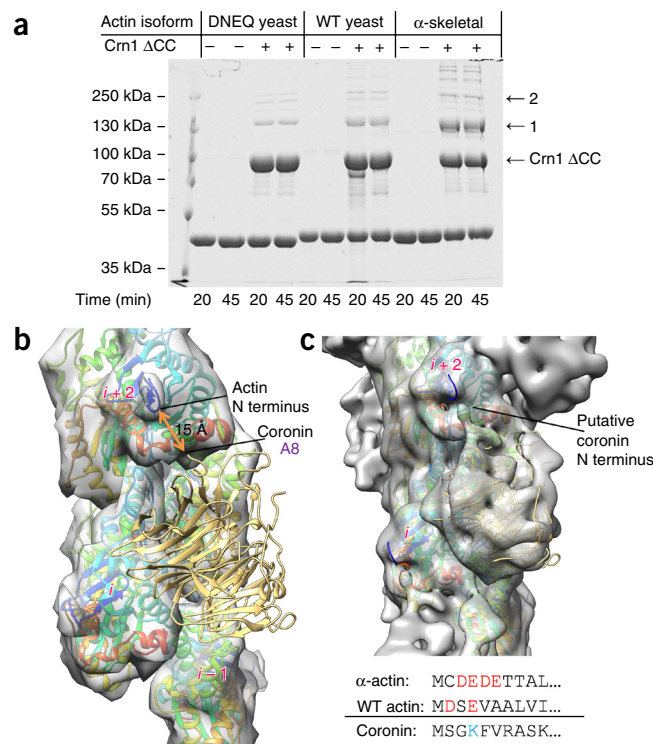 a
Actin isoform DNEQ yeast WT yeast α-skeletal
Crn1 ΔCC – – + + – – + + – – + +
250 kDa –
← 2
130 kDa –
← 1
100 kDa –
← Crn1 ΔCC
70 kDa –
55 kDa –
35 kDa –
Time (min) 20 45 20 45 20 45 20 45 20 45 20 45
b
i + 2
Actin
N terminus
15 Å
Coronin
A8
i
i – 1
c
i + 2
Putative
coronin
N terminus
i
α-actin: MCDEDETTAL...
WT actin: MDSEVAALVI...
Coronin: MSGKFVRASK...